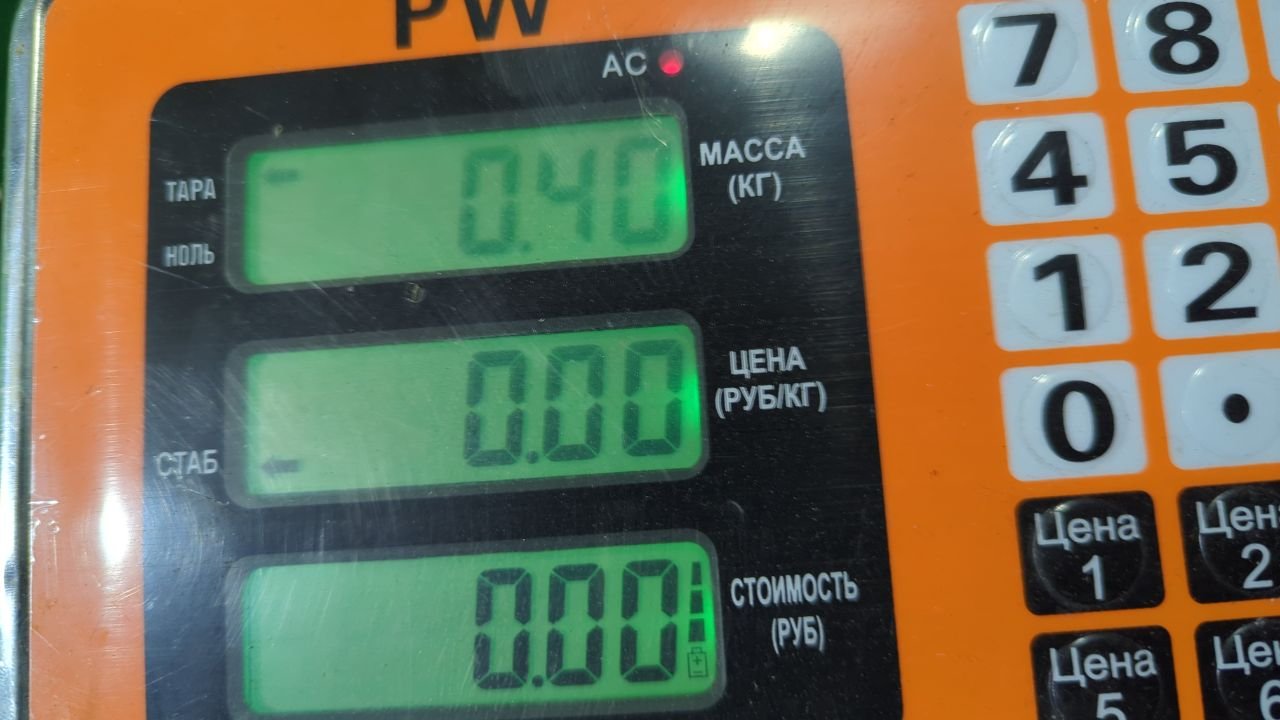 PW
AC
ТАРА
НОЛЬ
0.40
МАССА
(КГ)
СТАБ
0.00
ЦЕНА
(РУБ/КГ)
0.00
СТОИМОСТЬ
(РУБ)
7 8
4 5
1 2
0 .
Цена
1
Цена
2
Цена
5
6